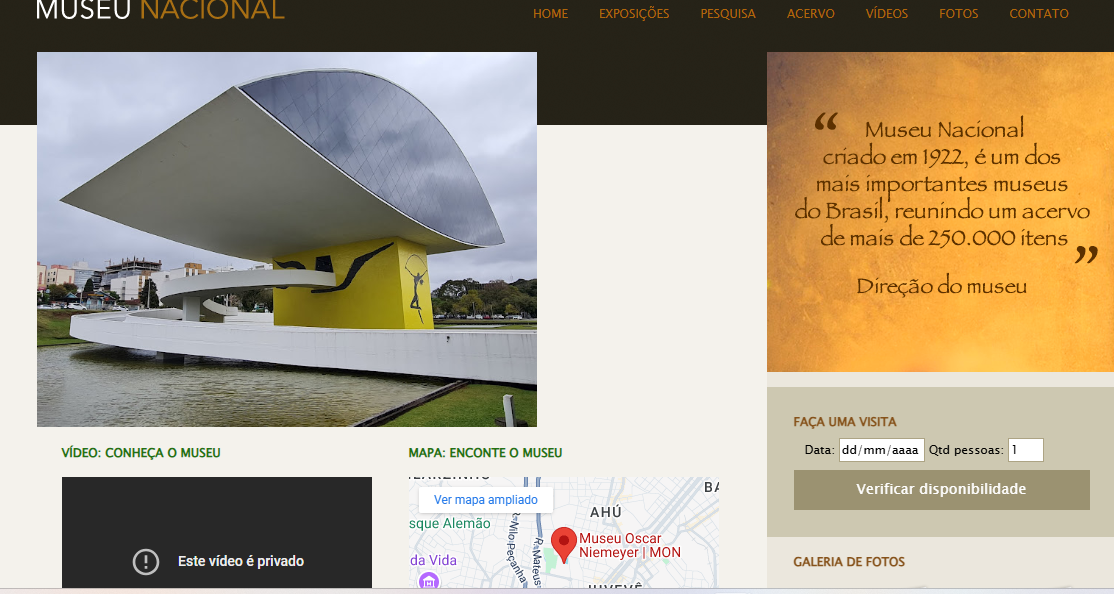 MUSEU NACIONAL
HOME EXPOSIÇÕES PESQUISA ACERVO VÍDEOS FOTOS CONTATO
“ Museu Nacional
criado em 1922, é um dos
mais importantes museus
do Brasil, reunindo um acervo
de mais de 250.000 itens ”
Direção do museu
VÍDEO: CONHEÇA O MUSEU
Este vídeo é privado
MAPA: ENCONTE O MUSEU
Ver mapa ampliado
AHÚ
sque Alemão
Museu Oscar
Niemeyer | MON
da Vida
R. Nilo Peçanha
R. Mateus
BA
FAÇA UMA VISITA
Data: dd/mm/aaaa Qtd pessoas: 1
Verificar disponibilidade
GALERIA DE FOTOS